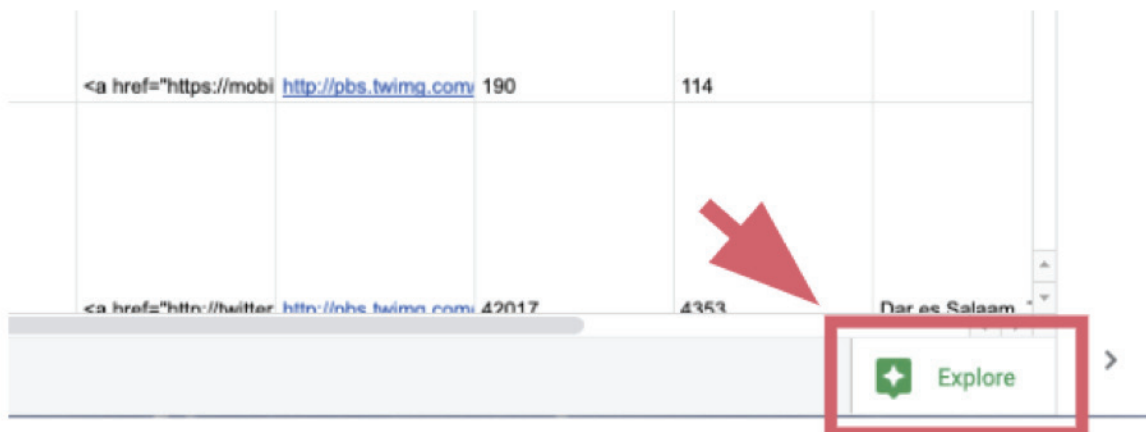 <a href="https://mobi http://pbs.twimg.com/ 190 114
<a href="http://twitter http://pbs.twimg.com/ 42017 4353 Dar es Salaam,
Explore